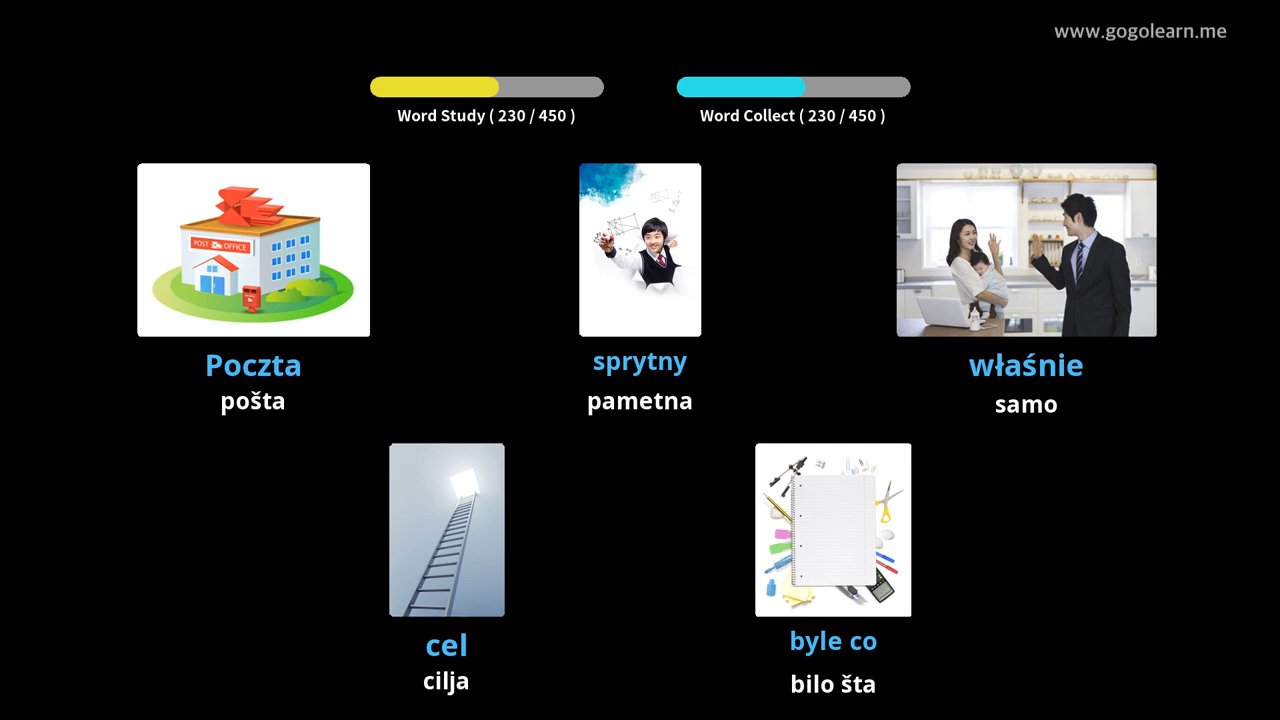 www.gogolearn.me
Word Study ( 230 / 450 )
Word Collect ( 230 / 450 )
POST OFFICE
Poczta
pošta
sprytny
pametna
właśnie
samo
cel
cilja
byle co
bilo šta